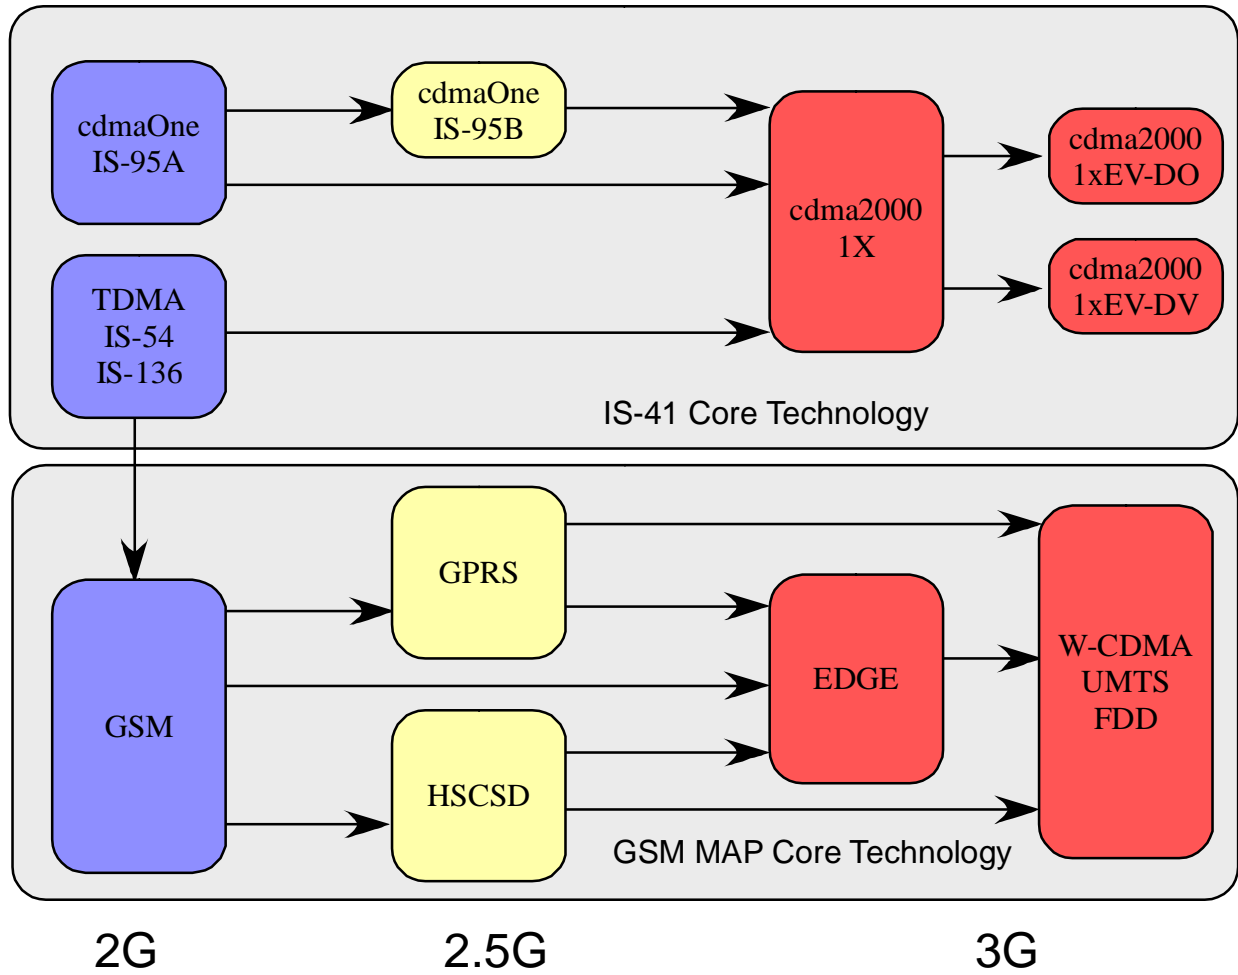 cdmaOne
IS-95A
cdmaOne
IS-95B
cdma2000
1X
cdma2000
1xEV-DO
cdma2000
1xEV-DV
TDMA
IS-54
IS-136
IS-41 Core Technology
GSM
GPRS
HSCSD
EDGE
W-CDMA
UMTS
FDD
GSM MAP Core Technology
2G
2.5G
3G